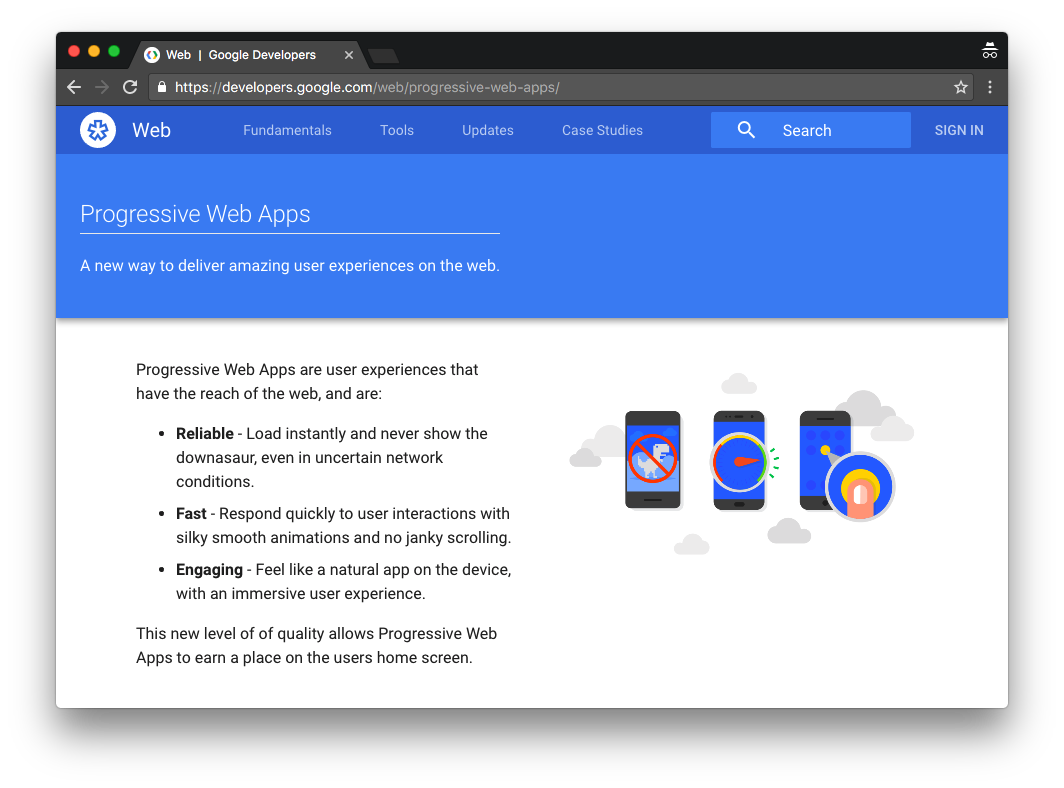 Web | Google Developers
https://developers.google.com/web/progressive-web-apps/
Web Fundamentals Tools Updates Case Studies Search SIGN IN
Progressive Web Apps
A new way to deliver amazing user experiences on the web.
Progressive Web Apps are user experiences that
have the reach of the web, and are:
• Reliable - Load instantly and never show the
downasaur, even in uncertain network
conditions.
• Fast - Respond quickly to user interactions with
silky smooth animations and no janky scrolling.
• Engaging - Feel like a natural app on the device,
with an immersive user experience.
This new level of of quality allows Progressive Web
Apps to earn a place on the users home screen.